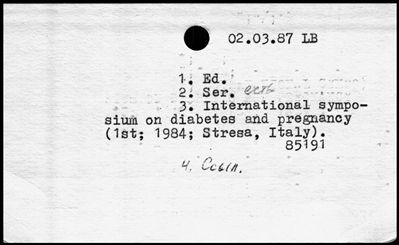 02.03.87 LB
1. Ed.
2. Ser.
3. International sympo-
sium on diabetes and pregnancy
(1st; 1984; Stresa, Italy).
85191
4. Cobin.